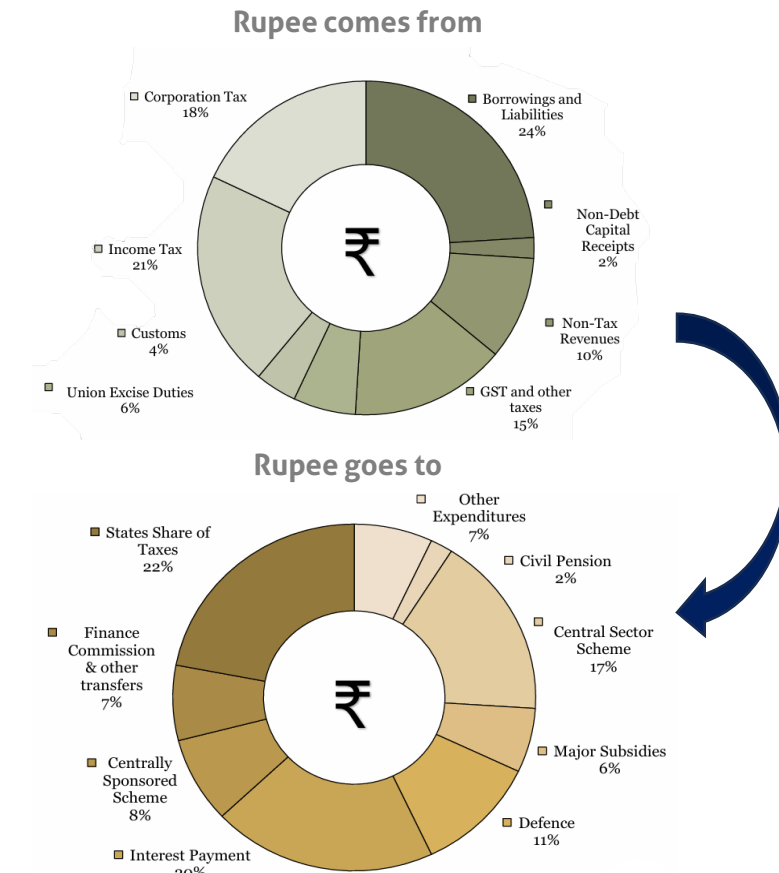 Rupee comes from
Corporation Tax
18%
Borrowings and
Liabilities
24%
Non-Debt
Capital
Receipts
2%
Income Tax
21%
Non-Tax
Revenues
10%
Customs
4%
Union Excise Duties
6%
GST and other
taxes
15%
₹
Rupee goes to
Other
Expenditures
7%
States Share of
Taxes
22%
Civil Pension
2%
Finance
Commission
& other
transfers
7%
Central Sector
Scheme
17%
₹
Centrally
Sponsored
Scheme
8%
Major Subsidies
6%
Defence
11%
Interest Payment
20%